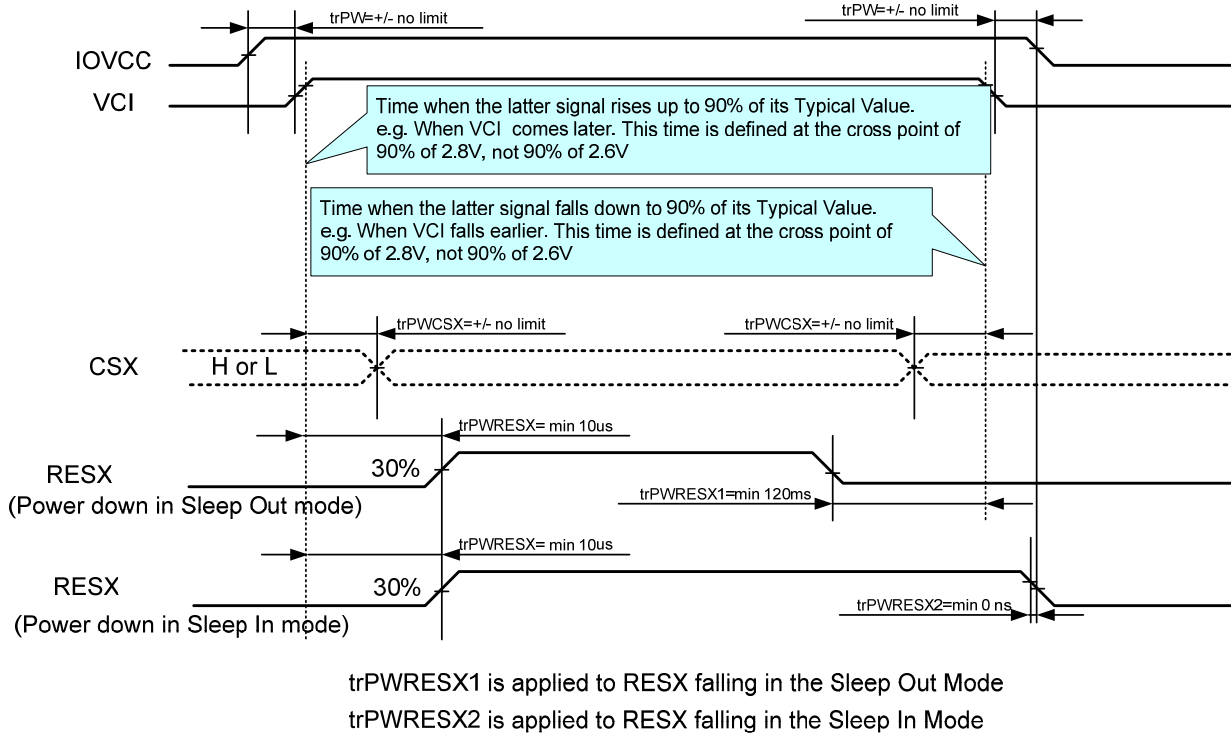 trPW=+/- no limit
trPW=+/- no limit
IOVCC
VCI
Time when the latter signal rises up to 90% of its Typical Value.
e.g. When VCI comes later. This time is defined at the cross point of
90% of 2.8V, not 90% of 2.6V
Time when the latter signal falls down to 90% of its Typical Value.
e.g. When VCI falls earlier. This time is defined at the cross point of
90% of 2.8V, not 90% of 2.6V
trPWCSX=+/- no limit
trPWCSX=+/- no limit
CSX
H or L
trPWRESX= min 10us
RESX
30%
(Power down in Sleep Out mode)
trPWRESX1=min 120ms
trPWRESX= min 10us
RESX
30%
trPWRESX2=min 0 ns
(Power down in Sleep In mode)
trPWRESX1 is applied to RESX falling in the Sleep Out Mode
trPWRESX2 is applied to RESX falling in the Sleep In Mode